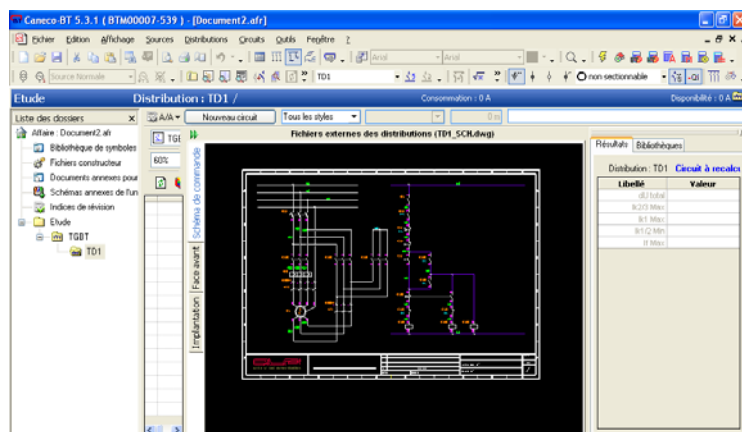 Caneco-BT 5.3.1 ( BTM00007-539 ) - [Document2.afr]
Fichier Edition Affichage Sources Distributions Circuits Outils Fenêtre ?
Arial Arial
Source Normale TD1 non sectionnable
Etude Distribution : TD1 / Consommation : 0 A Disponibilité : 0 A
Liste des dossiers x A/A Nouveau circuit Tous les styles 0 m
Affaire : Document2.afr
Bibliothèque de symboles
Fichiers constructeur
Documents annexes pour
Schémas annexes de l'un
Indices de révision
Etude
TGBT
TD1
TGE
60%
Schéma de commande
Face avant
Implantation
Fichiers externes des distributions (TD1_SCH.dwg)
Résultats Bibliothèques
Distribution : TD1 Circuit à recalcu
Libellé Valeur
dU total
Ik2/3 Max
Ik1 Max
Ik1/2 Min
If Max